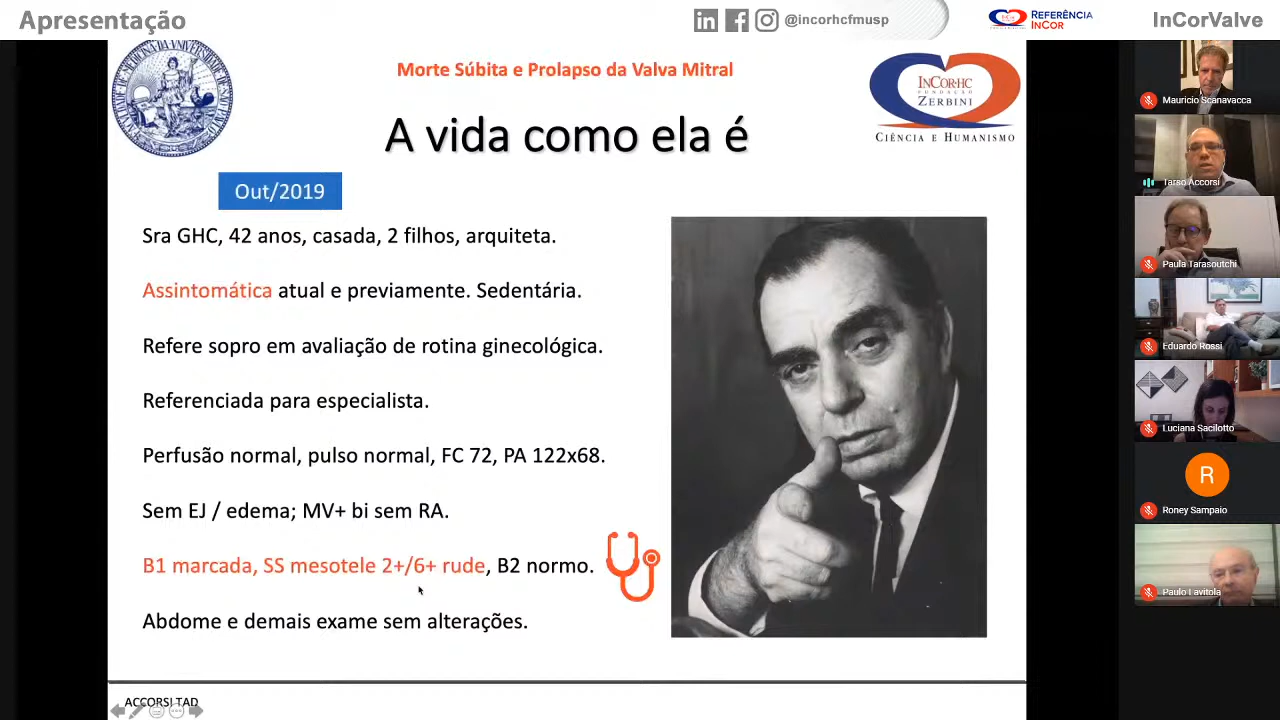 Apresentação
@incorhcfmusp
REFERÊNCIA
INCOR
InCorValve
Morte Súbita e Prolapso da Valva Mitral
INCOR·HC
FUNDAÇÃO
ZERBINI
CIÊNCIA E HUMANISMO
A vida como ela é
Out/2019
Sra GHC, 42 anos, casada, 2 filhos, arquiteta.
Assintomática atual e previamente. Sedentária.
Refere sopro em avaliação de rotina ginecológica.
Referenciada para especialista.
Perfusão normal, pulso normal, FC 72, PA 122x68.
Sem EJ / edema; MV+ bi sem RA.
B1 marcada, SS mesotele 2+/6+ rude, B2 normo.
Abdome e demais exame sem alterações.
ACCORSI TAD
Mauricio Scanavacca
Tarso Accorsi
Paula Tarasoutchi
Eduardo Rossi
Luciana Sacilotto
R
Roney Sampaio
Paulo Lavitola